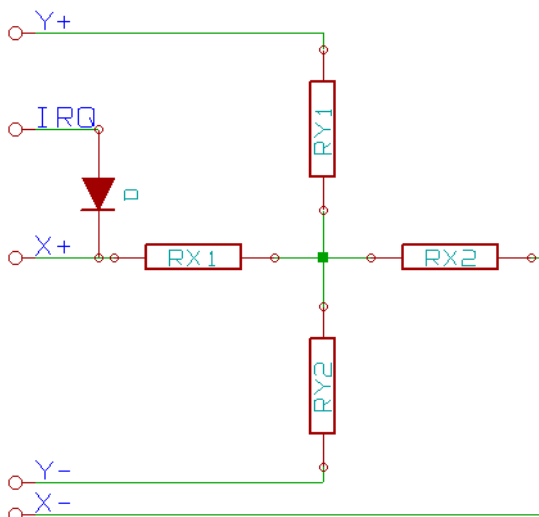 Y+
RY1
IRQ
D
X+
RX1
RX2
RY2
Y-
X-